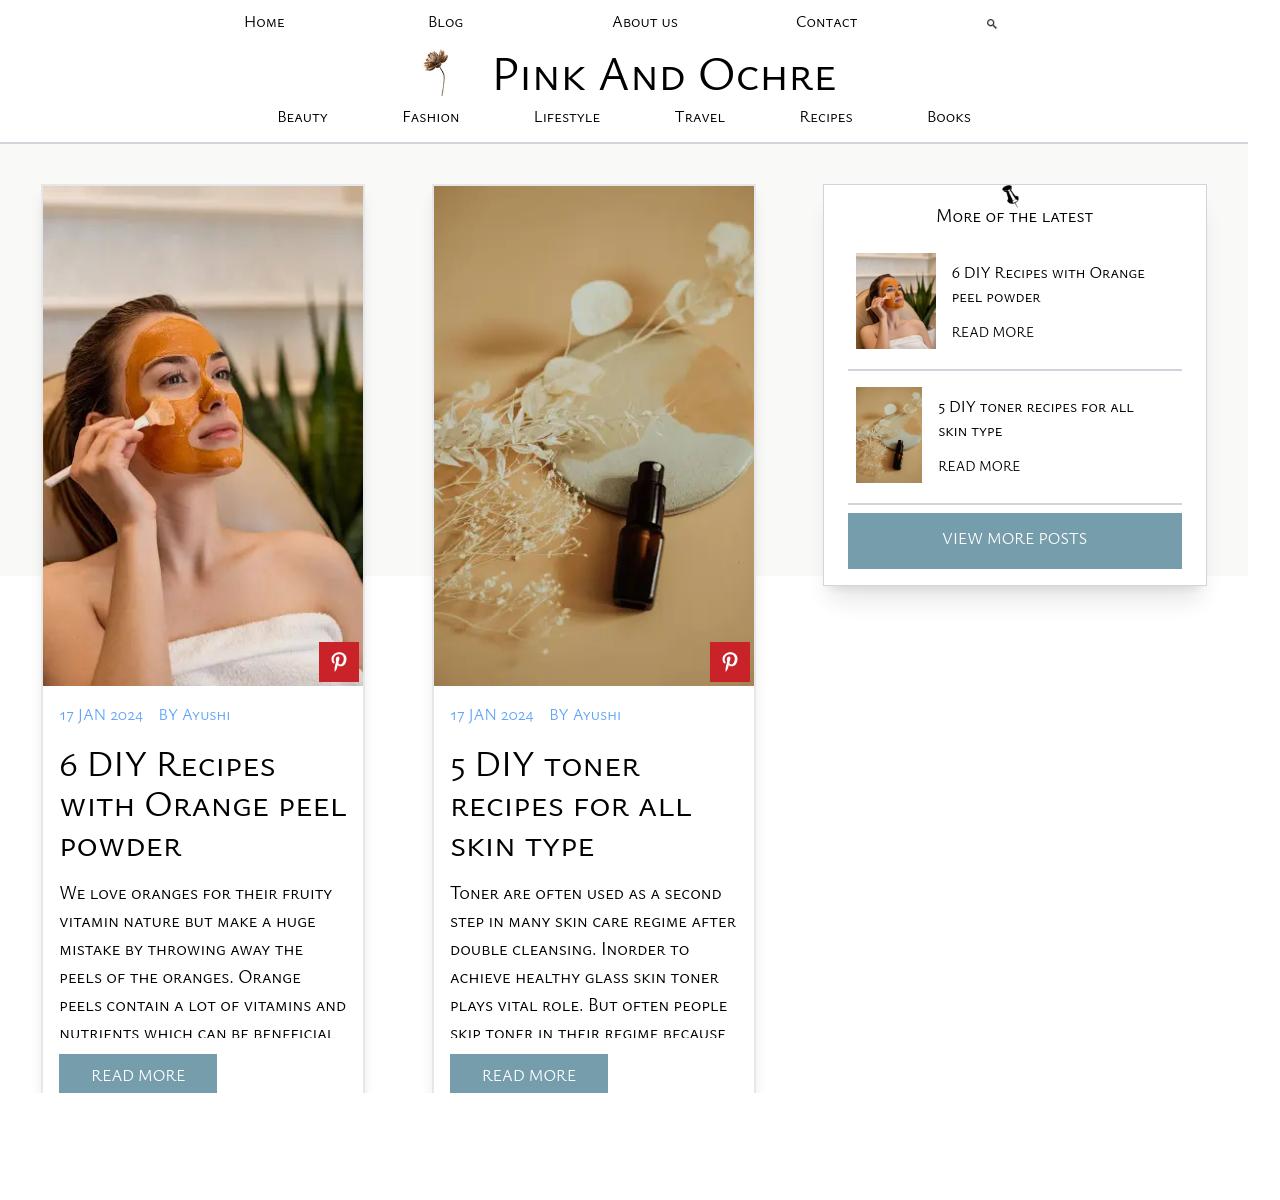 Home Blog About us Contact
Pink And Ochre
Beauty Fashion Lifestyle Travel Recipes Books
17 JAN 2024 BY Ayushi
6 DIY Recipes
with Orange peel
powder
We love oranges for their fruity
vitamin nature but make a huge
mistake by throwing away the
peels of the oranges. Orange
peels contain a lot of vitamins and
nutrients which can be beneficial
READ MORE
17 JAN 2024 BY Ayushi
5 DIY toner
recipes for all
skin type
Toner are often used as a second
step in many skin care regime after
double cleansing. Inorder to
achieve healthy glass skin toner
plays vital role. But often people
skip toner in their regime because
READ MORE
More of the latest
6 DIY Recipes with Orange
peel powder
READ MORE
5 DIY toner recipes for all
skin type
READ MORE
VIEW MORE POSTS